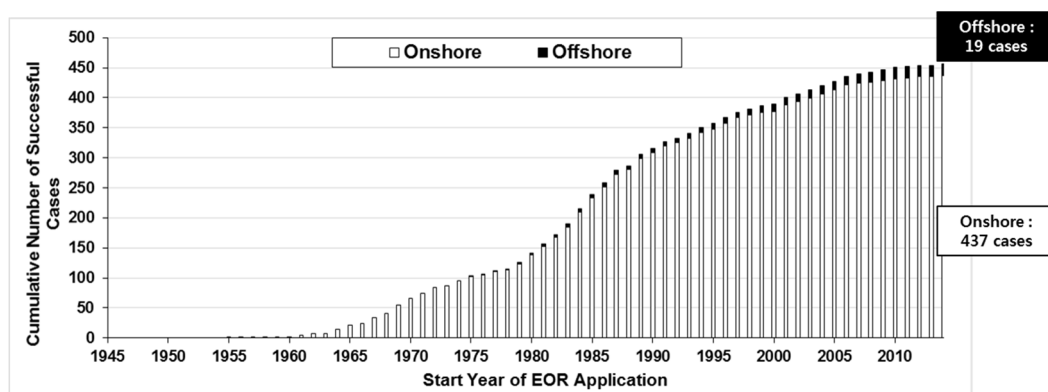 Offshore :
19 cases
Onshore Offshore
500
450
400
350
300
250
200
150
100
50
0
Cumulative Number of Successful
Cases
Onshore :
437 cases
1945 1950 1955 1960 1965 1970 1975 1980 1985 1990 1995 2000 2005 2010
Start Year of EOR Application